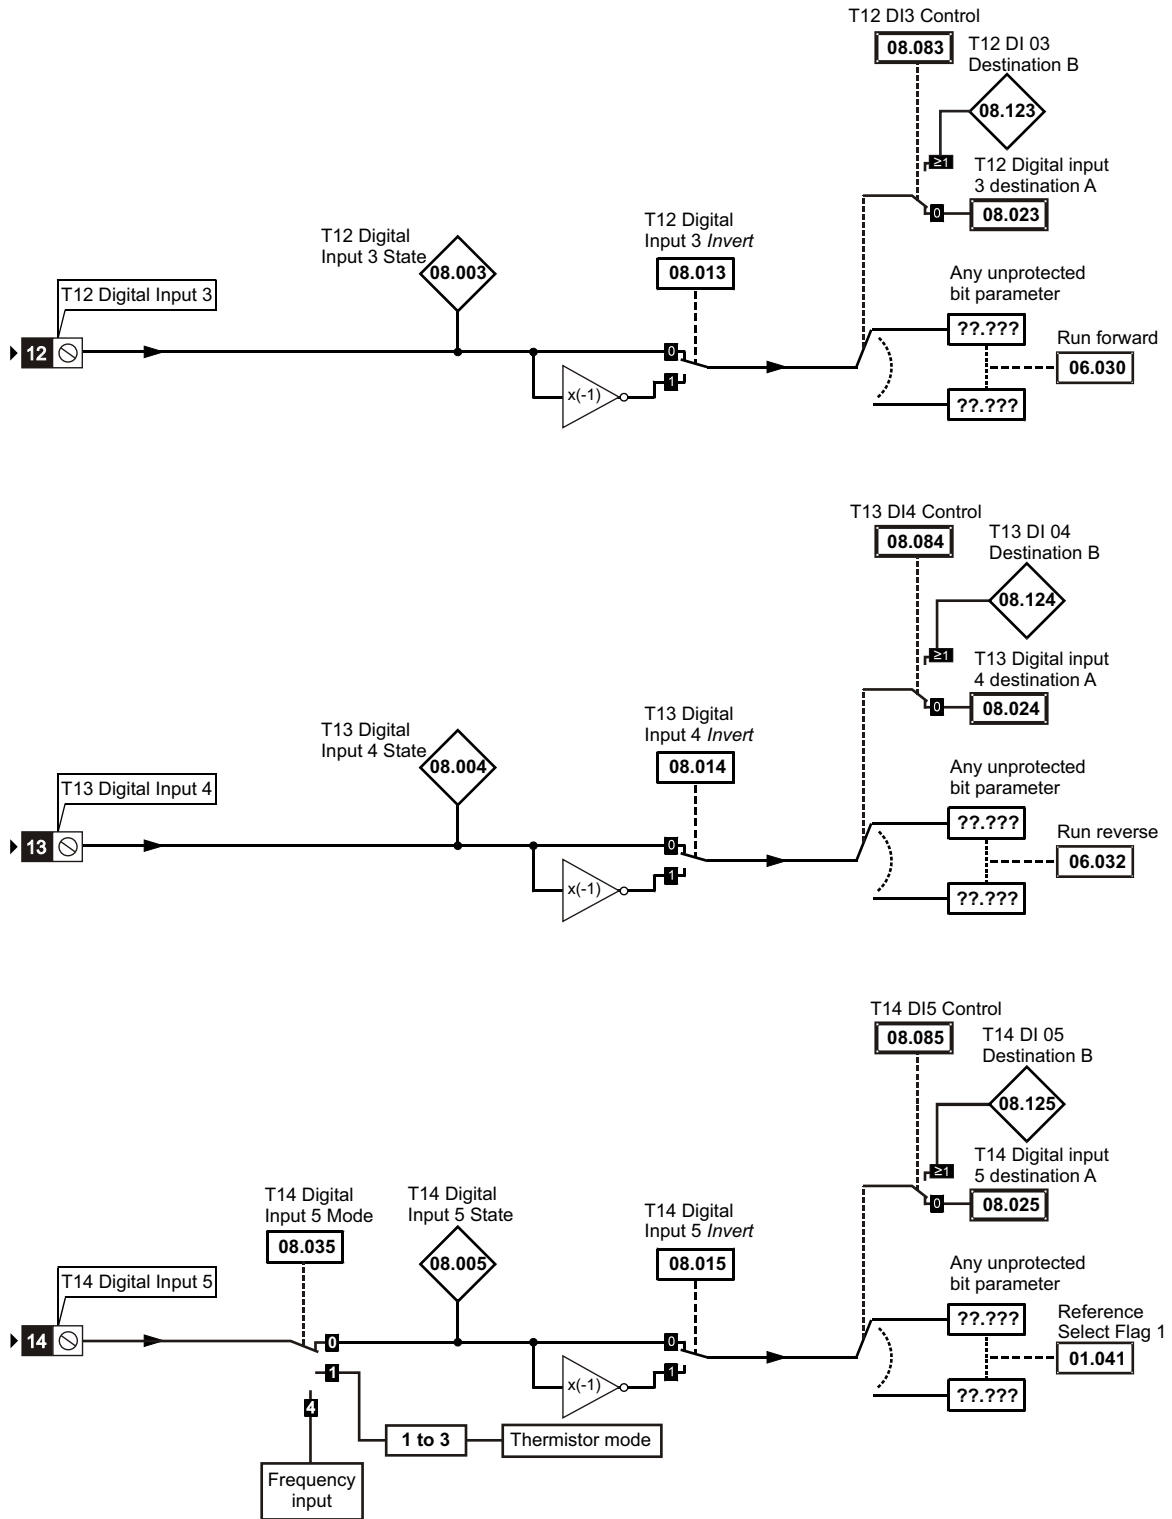 T12 DI3 Control
08.083
T12 DI 03
Destination B
08.123
≥1
T12 Digital input
3 destination A
0
08.023
T12 Digital
Input 3 State
08.003
T12 Digital
Input 3 Invert
08.013
Any unprotected
bit parameter
T12 Digital Input 3
12
0
1
x(-1)
??.???
Run forward
06.030
??.???
T13 DI4 Control
08.084
T13 DI 04
Destination B
08.124
≥1
T13 Digital input
4 destination A
0
08.024
T13 Digital
Input 4 State
08.004
T13 Digital
Input 4 Invert
08.014
Any unprotected
bit parameter
T13 Digital Input 4
13
0
1
x(-1)
??.???
Run reverse
06.032
??.???
T14 DI5 Control
08.085
T14 DI 05
Destination B
08.125
≥1
T14 Digital input
5 destination A
0
08.025
T14 Digital
Input 5 Mode
08.035
T14 Digital
Input 5 State
08.005
T14 Digital
Input 5 Invert
08.015
Any unprotected
bit parameter
T14 Digital Input 5
14
0
1
4
0
1
x(-1)
??.???
Reference
Select Flag 1
01.041
??.???
1 to 3
Thermistor mode
Frequency
input